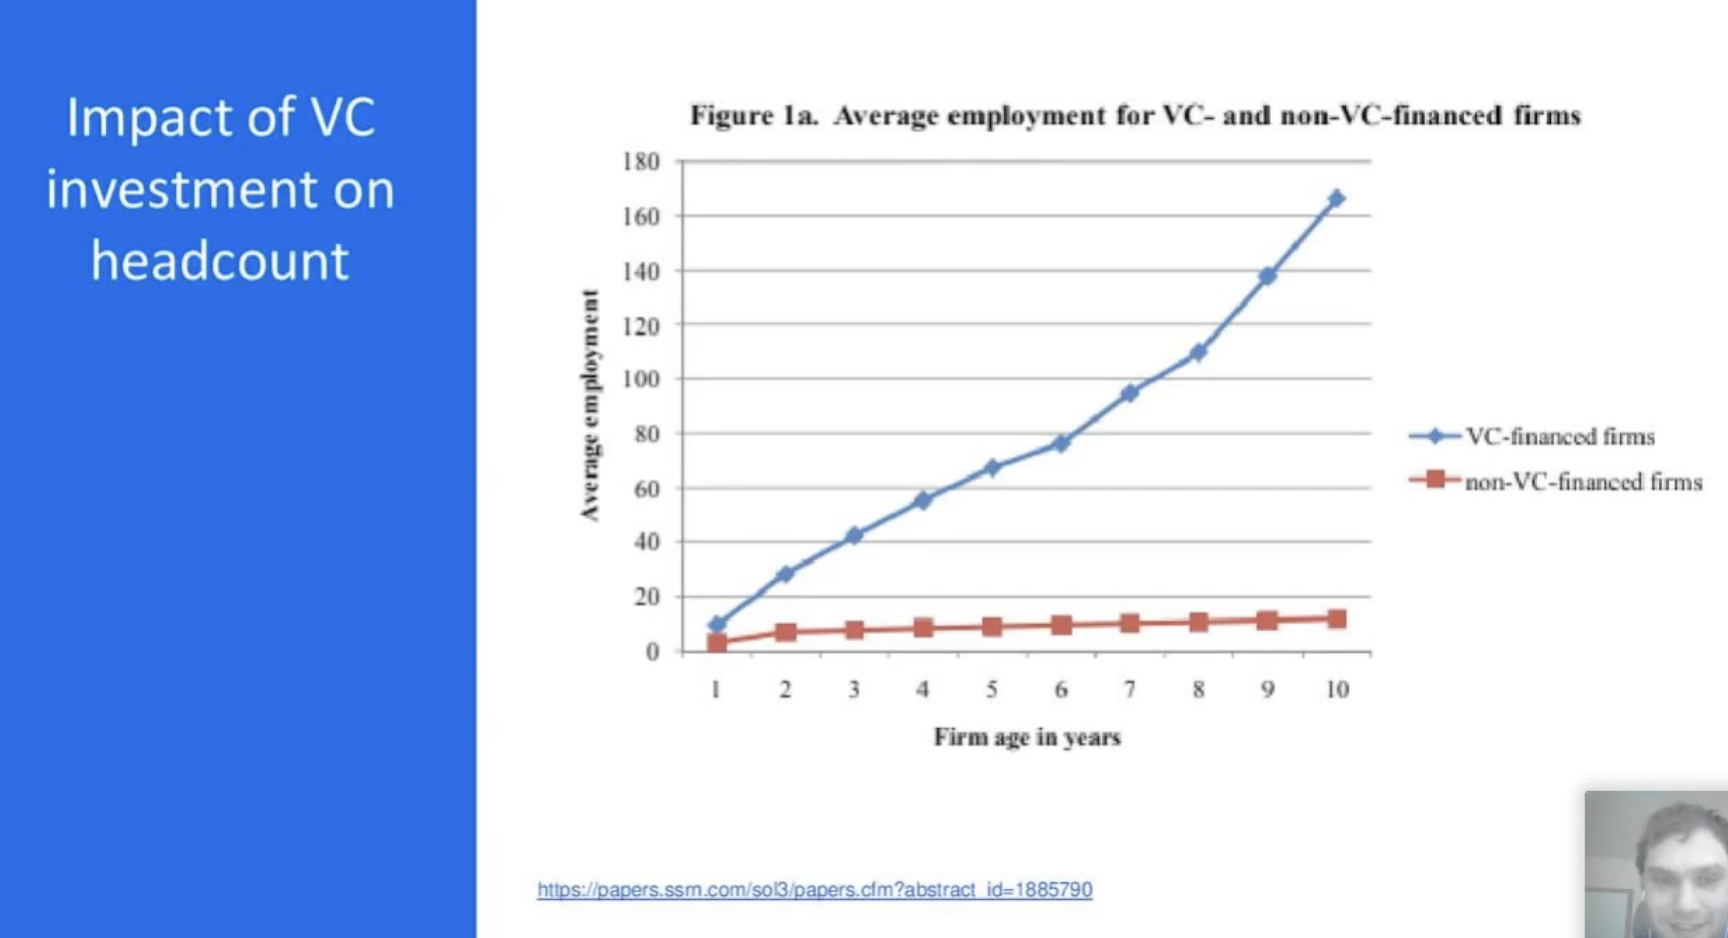 Impact of VC
investment on
headcount
Figure 1a. Average employment for VC- and non-VC-financed firms
180
160
140
120
100
80
60
40
20
0
Average employment
1 2 3 4 5 6 7 8 9 10
Firm age in years
VC-financed firms
non-VC-financed firms
https://papers.ssrn.com/sol3/papers.cfm?abstract_id=1885790